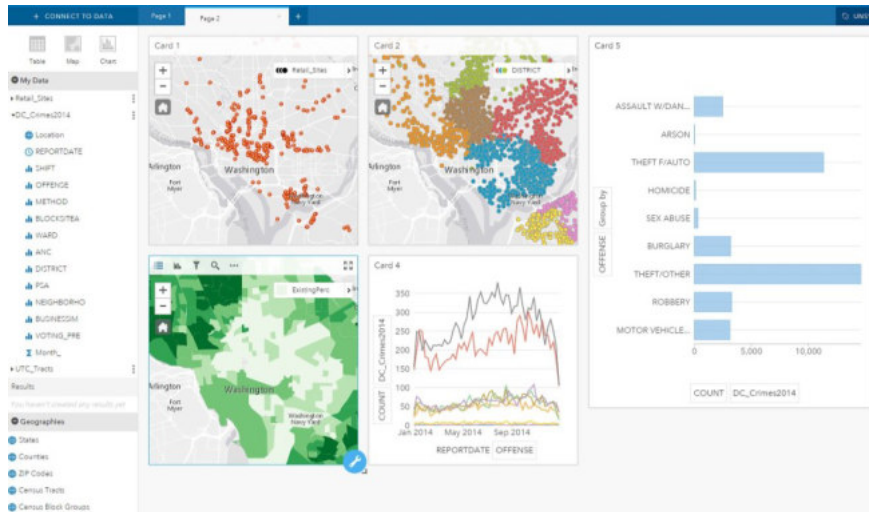 + CONNECT TO DATA
Page 1
Page 2
+
Table
Map
Chart
My Data
Retail_Sites
DC_Crimes2014
Location
REPORTDATE
SHIFT
OFFENSE
METHOD
BLOCKSITEA
WARD
ANC
DISTRICT
PSA
NEIGHBORHO
BUSINESSIM
VOTING_PRE
Month_
UTC_Tracts
Results
You haven't created any results yet
Geographies
States
Counties
ZIP Codes
Census Tracts
Census Block Groups
Card 1
Retail_Sites
Arlington
Fort
Myer
Washington
Washington
Navy Yard
Card 2
DISTRICT
Arlington
Fort
Myer
Washington
Washington
Navy Yard
ExistingPerc
Arlington
Fort
Myer
Washington
Washington
Navy Yard
Card 4
350
300
250
200
150
100
50
0
COUNT DC_Crimes2014
Jan 2014 May 2014 Sep 2014
REPORTDATE OFFENSE
Card 5
ASSAULT W/DAN...
ARSON
THEFT F/AUTO
HOMICIDE
SEX ABUSE
BURGLARY
THEFT/OTHER
ROBBERY
MOTOR VEHICLE...
OFFENSE Group by
0 5,000 10,000
COUNT DC_Crimes2014